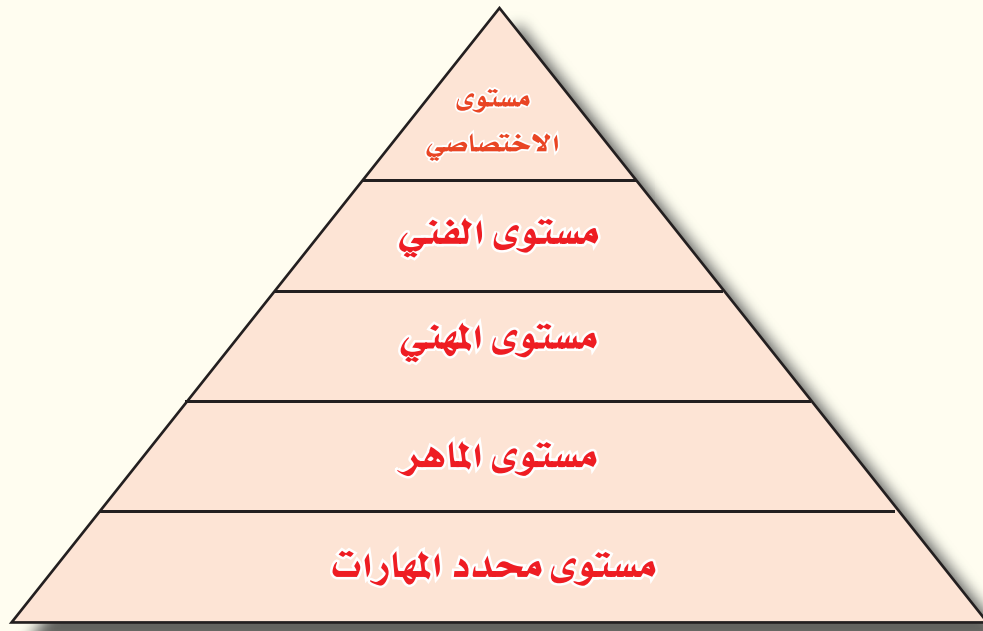 مستوى
الاختصاصي
مستوى الفني
مستوى المهني
مستوى الماهر
مستوى محدد المهارات